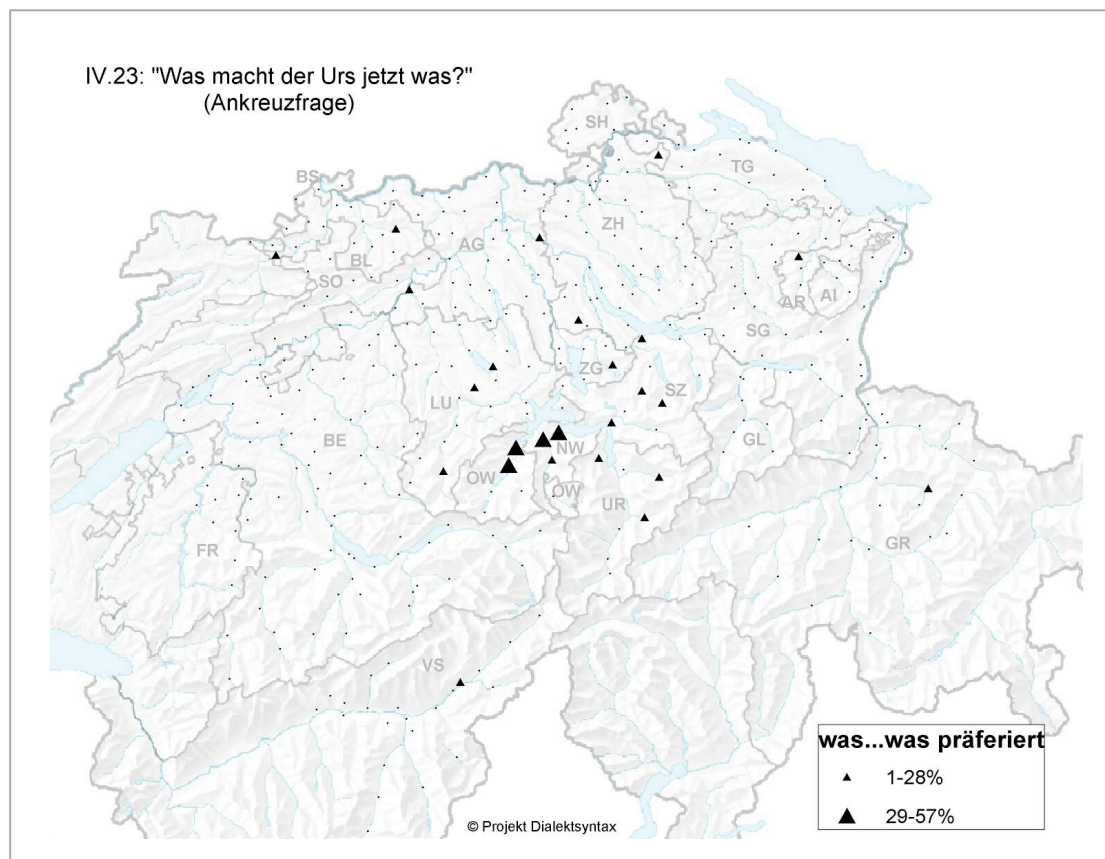 IV.23: "Was macht der Urs jetzt was?"
(Ankreuzfrage)
SH
TG
BS
ZH
AG
BL
SO
AR
AI
SG
ZG
SZ
LU
BE
GL
NW
OW
OW
UR
FR
GR
VS
was...was präferiert
1-28%
29-57%
© Projekt Dialektsyntax